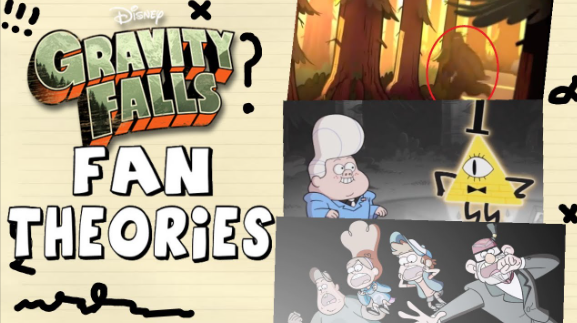 Disney
GRAVITY
FALLS
FAN
THEORIES
!!!
?